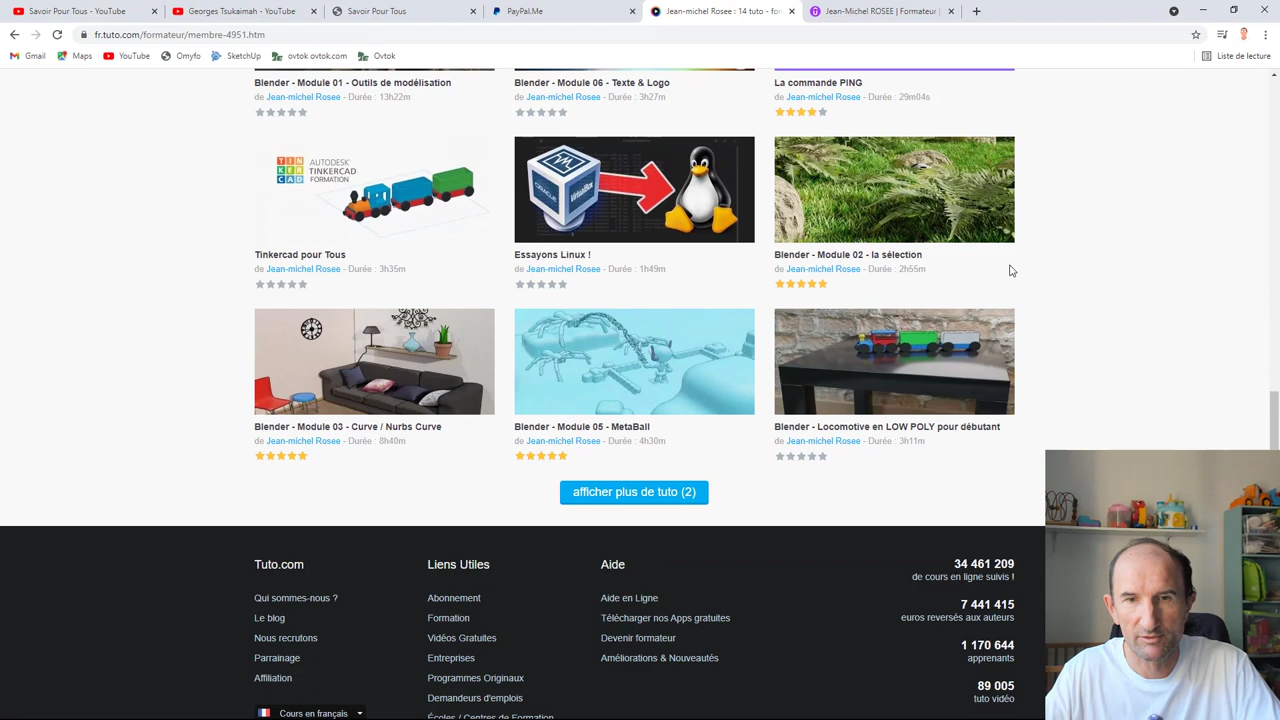 Savoir Pour Tous - YouTube
Georges Tsukaimah - YouTube
Savoir Pour Tous
PayPal.Me
Jean-michel Rosee : 14 tuto - for
Jean-Michel ROSEE | Formateur
fr.tuto.com/formateur/membre-4951.htm
Gmail
Maps
YouTube
Omyfo
SketchUp
ovtok ovtok.com
Ovtok
Liste de lecture
Blender - Module 01 - Outils de modélisation
de Jean-michel Rosee - Durée : 13h22m
Blender - Module 06 - Texte & Logo
de Jean-michel Rosee - Durée : 3h27m
La commande PING
de Jean-michel Rosee - Durée : 29m04s
TIN
KER
CAD
AUTODESK
TINKERCAD
FORMATION
ORACLE
VirtualBox
Tinkercad pour Tous
de Jean-michel Rosee - Durée : 3h35m
Essayons Linux !
de Jean-michel Rosee - Durée : 1h49m
Blender - Module 02 - la sélection
de Jean-michel Rosee - Durée : 2h55m
Blender - Module 03 - Curve / Nurbs Curve
de Jean-michel Rosee - Durée : 8h40m
Blender - Module 05 - MetaBall
de Jean-michel Rosee - Durée : 4h30m
Blender - Locomotive en LOW POLY pour débutant
de Jean-michel Rosee - Durée : 3h11m
afficher plus de tuto (2)
Tuto.com
Qui sommes-nous ?
Le blog
Nous recrutons
Parrainage
Affiliation
Cours en français
Liens Utiles
Abonnement
Formation
Vidéos Gratuites
Entreprises
Programmes Originaux
Demandeurs d'emplois
Écoles / Centres de Formation
Aide
Aide en Ligne
Télécharger nos Apps gratuites
Devenir formateur
Améliorations & Nouveautés
34 461 209
de cours en ligne suivis !
7 441 415
euros reversés aux auteurs
1 170 644
apprenants
89 005
tuto vidéo